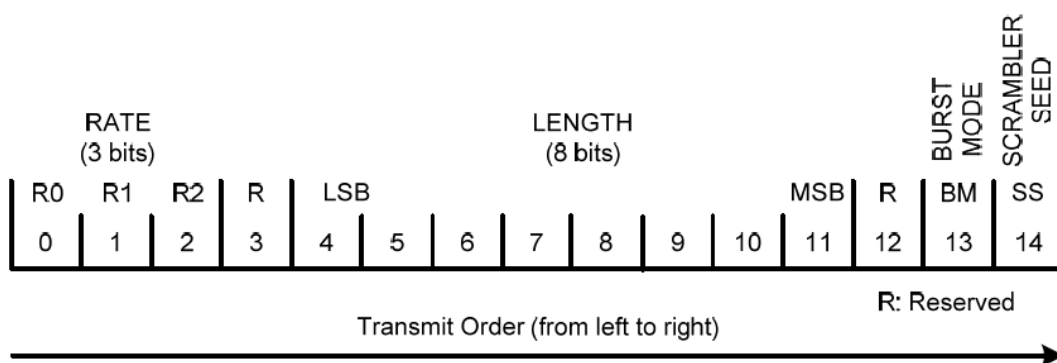 RATE
(3 bits)
LENGTH
(8 bits)
BURST
MODE
SCRAMBLER
SEED
R0 R1 R2 R LSB MSB R BM SS
0 1 2 3 4 5 6 7 8 9 10 11 12 13 14
R: Reserved
Transmit Order (from left to right)